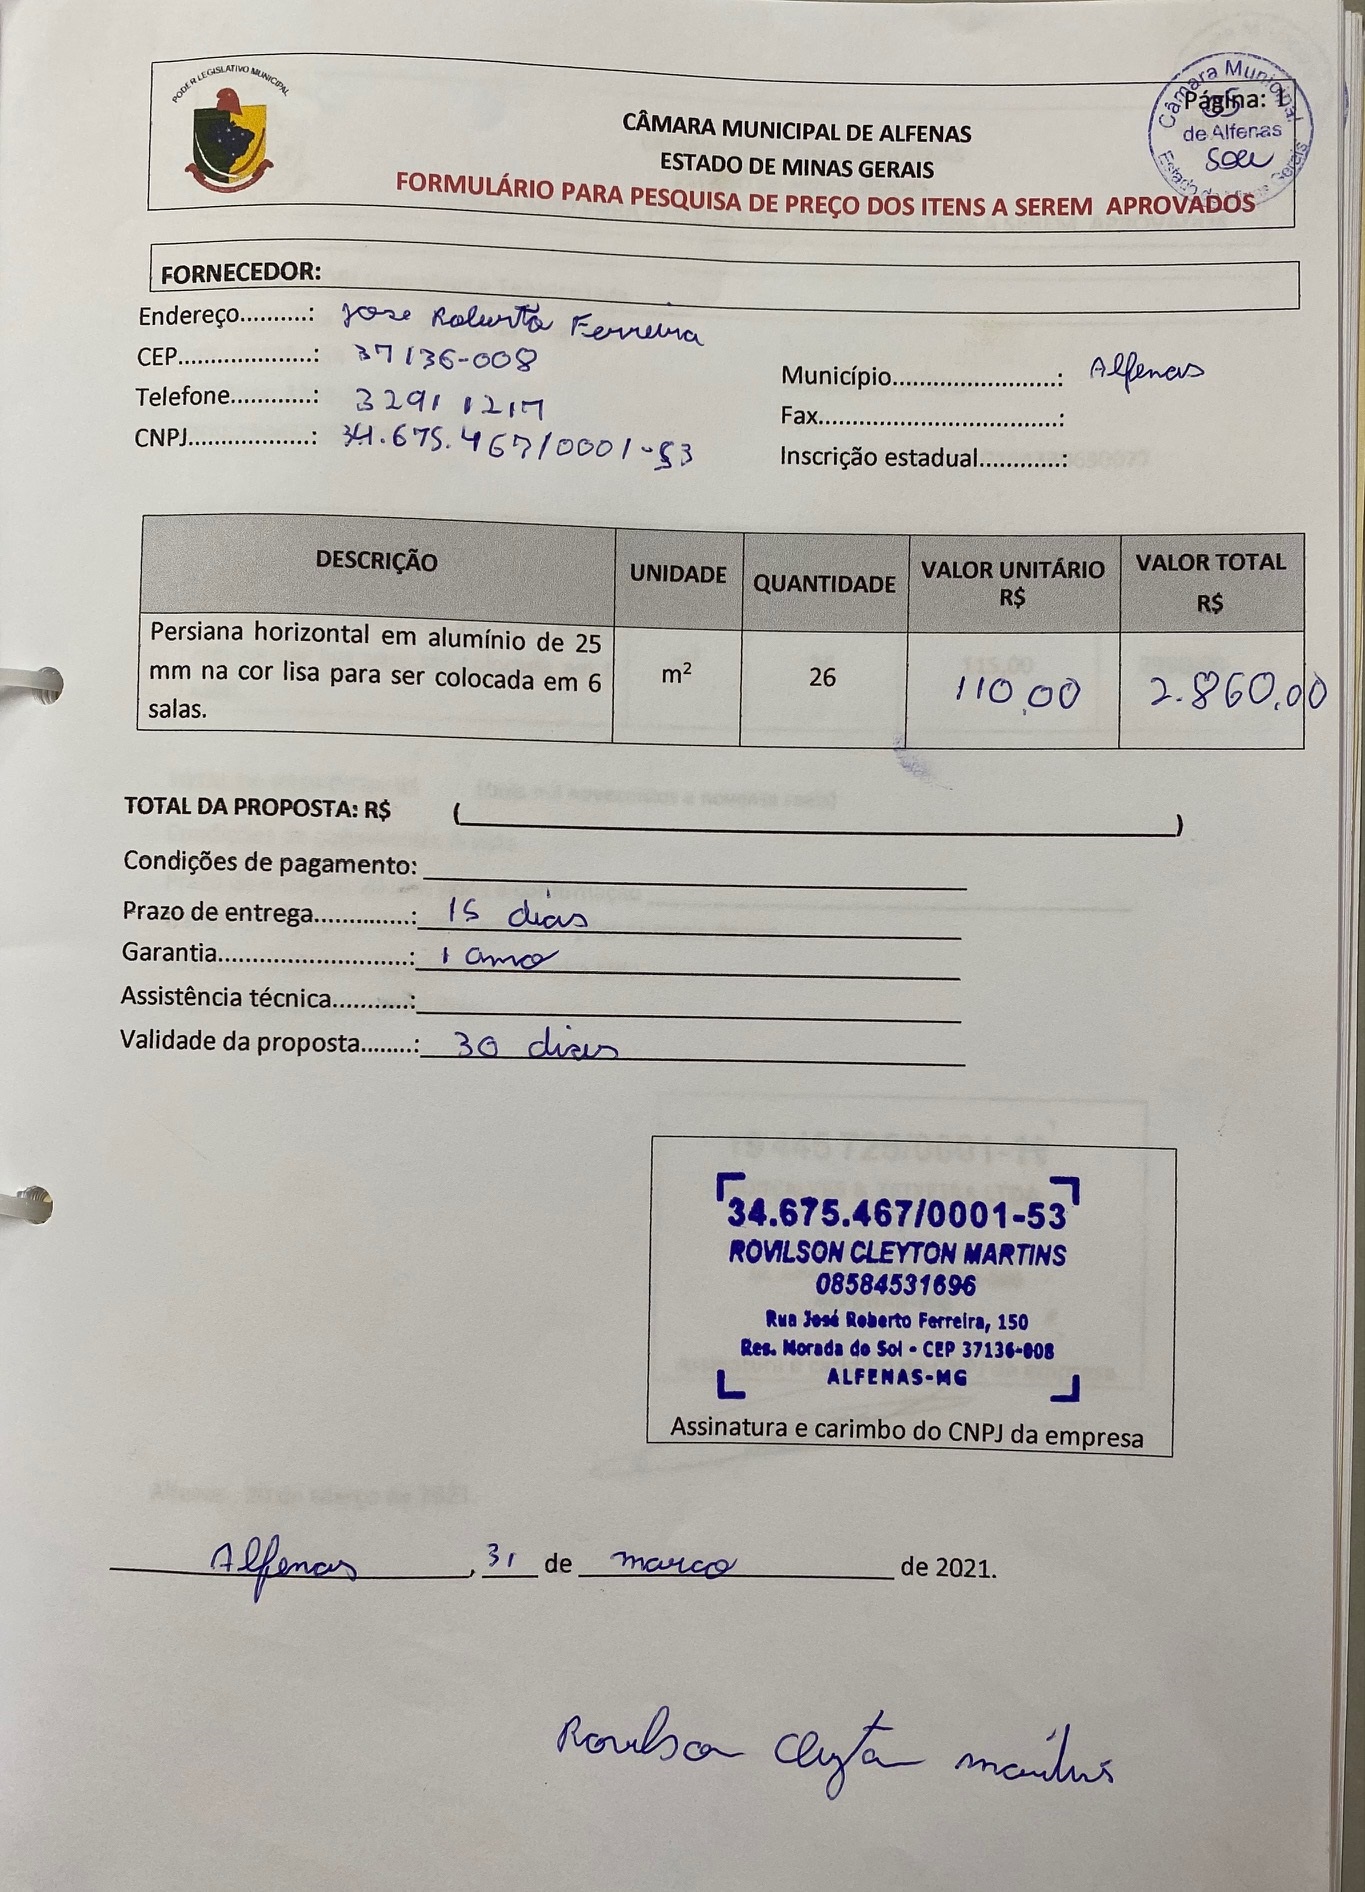 PODER LEGISLATIVO MUNICIPAL
CÂMARA MUNICIPAL DE ALFENAS
ESTADO DE MINAS GERAIS
FORMULÁRIO PARA PESQUISA DE PREÇO DOS ITENS A SEREM APROVADOS
Página: 1
Câmara Municipal
de Alfenas
Estado de Minas Gerais
FORNECEDOR:
Endereço..........: Jose Roberto Ferreira
CEP....................: 37136-008
Município........................: Alfenas
Telefone............: 3291 1217
Fax...................................:
CNPJ..................: 34.675.467/0001-53
Inscrição estadual............:
DESCRIÇÃO UNIDADE QUANTIDADE VALOR UNITÁRIO R$ VALOR TOTAL R$
Persiana horizontal em alumínio de 25
mm na cor lisa para ser colocada em 6
salas.
m² 26 110,00 2.860,00
TOTAL DA PROPOSTA: R$ (                    )
Condições de pagamento:
Prazo de entrega.............: 15 dias
Garantia............................: 1 ano
Assistência técnica...........:
Validade da proposta........: 30 dias
34.675.467/0001-53
ROVILSON CLEYTON MARTINS
08584531696
Rua José Roberto Ferreira, 150
Res. Morada do Sol - CEP 37136-008
ALFENAS-MG
Assinatura e carimbo do CNPJ da empresa
Alfenas, 31 de marco de 2021.
Rovilson Cleyton Martins